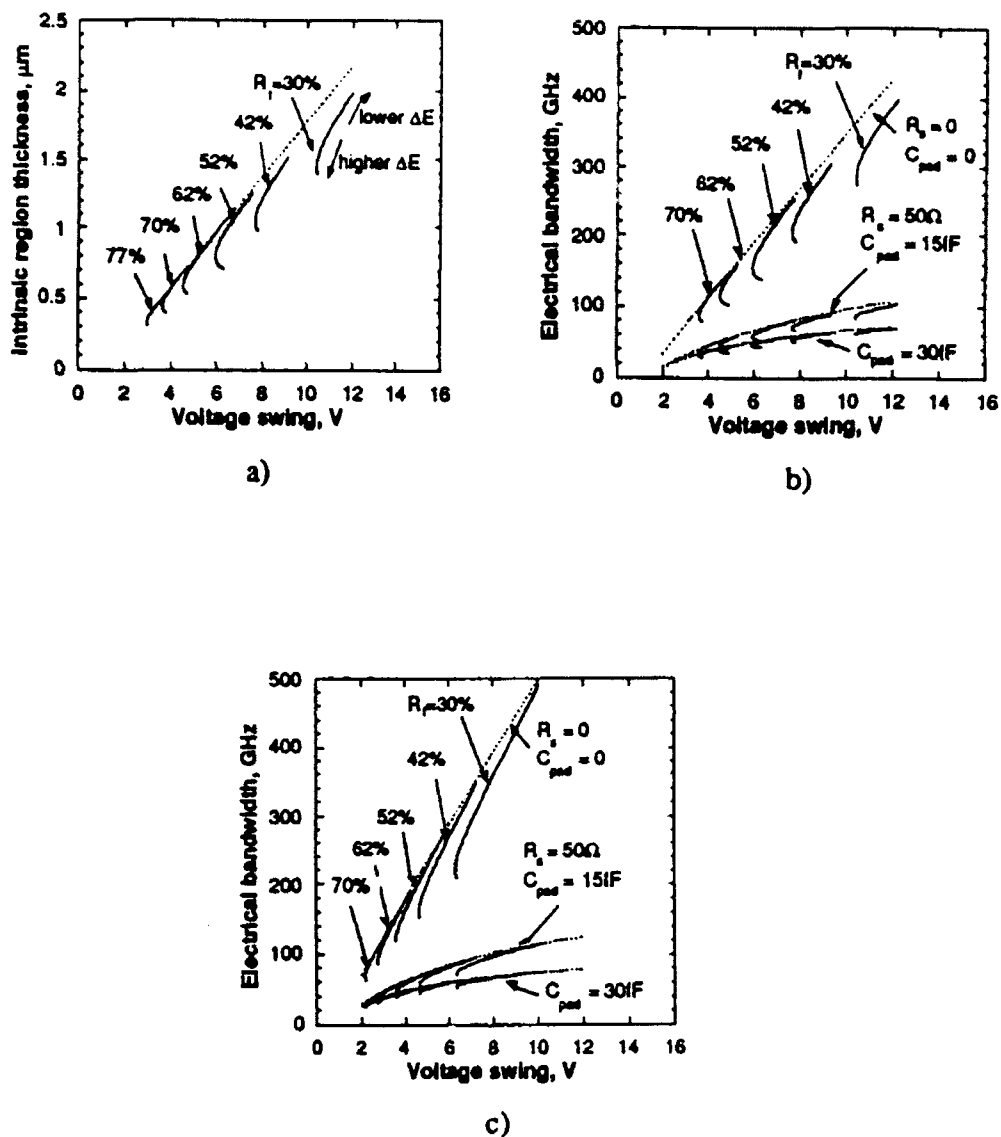 Intrinsic region thickness, μm
2.5
2
1.5
1
0.5
0
R_f=30%
42%
52%
62%
70%
77%
lower ΔE
higher ΔE
0 2 4 6 8 10 12 14 16
Voltage swing, V
a)
Electrical bandwidth, GHz
500
400
300
200
100
0
R_f=30%
42%
52%
62%
70%
R_s = 0
C_pad = 0
R_s = 50Ω
C_pad = 15fF
C_pad = 30fF
0 2 4 6 8 10 12 14 16
Voltage swing, V
b)
Electrical bandwidth, GHz
500
400
300
200
100
0
R_f=30%
42%
52%
62%
70%
R_s = 0
C_pad = 0
R_s = 50Ω
C_pad = 15fF
C_pad = 30fF
0 2 4 6 8 10 12 14 16
Voltage swing, V
c)